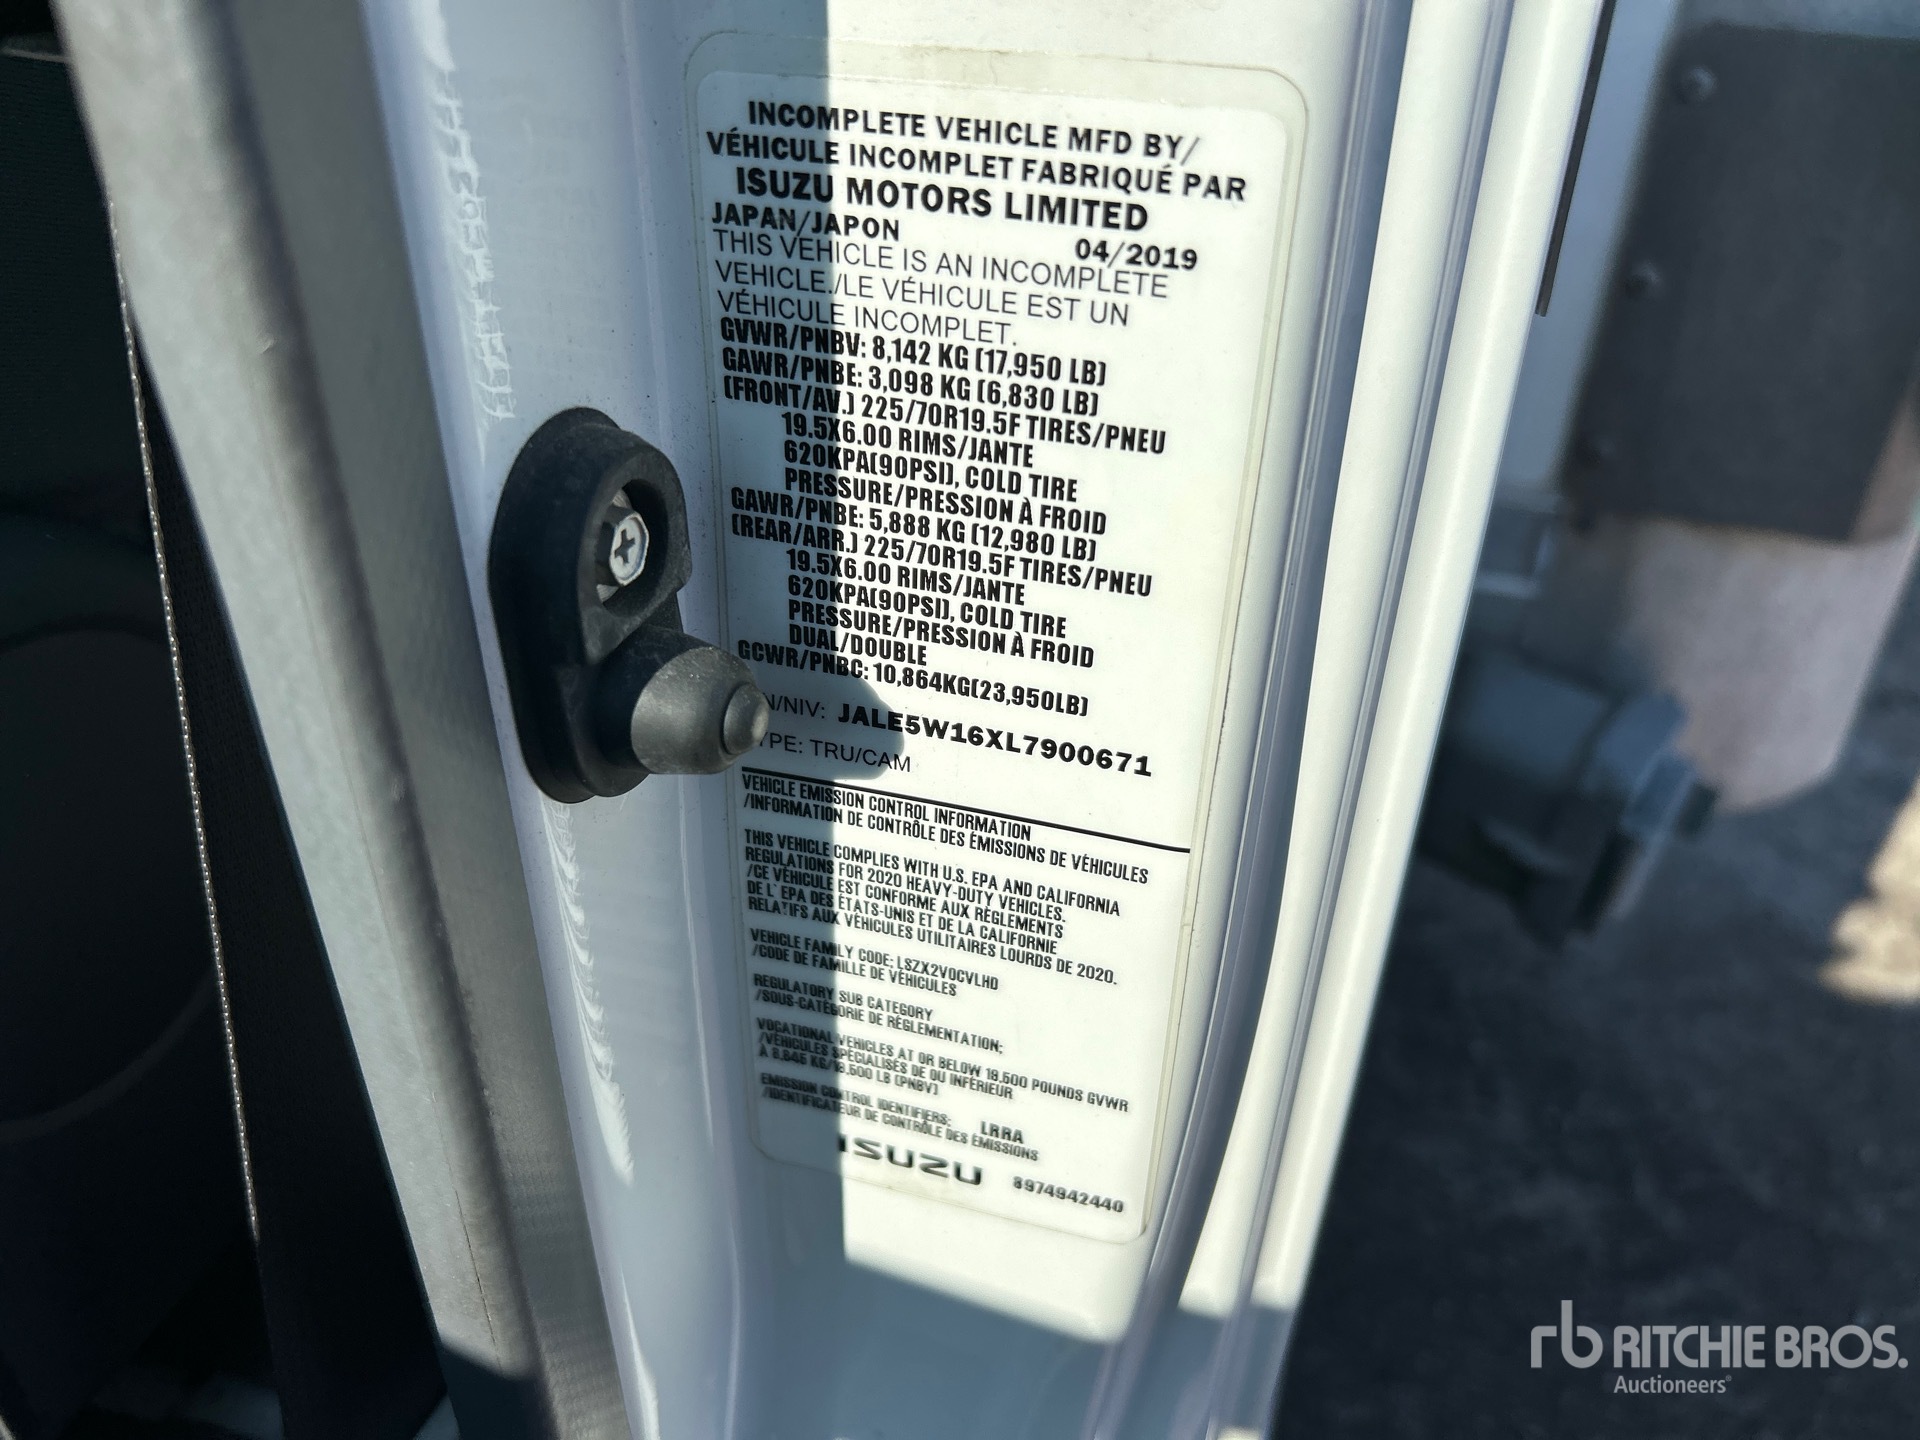 INCOMPLETE VEHICLE MFD BY/
VÉHICULE INCOMPLET FABRIQUÉ PAR
ISUZU MOTORS LIMITED
JAPAN/JAPON 04/2019
THIS VEHICLE IS AN INCOMPLETE
VEHICLE./LE VÉHICULE EST UN
VÉHICULE INCOMPLET.
GVWR/PNBV: 8,142 KG (17,950 LB)
GAWR/PNBE: 3,098 KG (6,830 LB)
(FRONT/AV.) 225/70R19.5F TIRES/PNEU
19.5X6.00 RIMS/JANTE
620KPA(90PSI), COLD TIRE
PRESSURE/PRESSION À FROID
GAWR/PNBE: 5,888 KG (12,980 LB)
(REAR/ARR.) 225/70R19.5F TIRES/PNEU
19.5X6.00 RIMS/JANTE
620KPA(90PSI), COLD TIRE
PRESSURE/PRESSION À FROID
DUAL/DOUBLE
GCWR/PNBC: 10,864KG(23,950LB)
N/NIV: JALE5W16XL7900671
YPE: TRU/CAM
VEHICLE EMISSION CONTROL INFORMATION
/INFORMATION DE CONTRÔLE DES ÉMISSIONS DE VÉHICULES
THIS VEHICLE COMPLIES WITH U.S. EPA AND CALIFORNIA
REGULATIONS FOR 2020 HEAVY-DUTY VEHICLES.
/CE VÉHICULE EST CONFORME AUX RÈGLEMENTS
DE L' EPA DES ÉTATS-UNIS ET DE LA CALIFORNIE
RELATIFS AUX VÉHICULES UTILITAIRES LOURDS DE 2020.
VEHICLE FAMILY CODE; LSZX2VOCVLHD
/CODE DE FAMILLE DE VÉHICULES
REGULATORY SUB CATEGORY
/SOUS-CATÉGORIE DE RÉGLEMENTATION;
VOCATIONAL VEHICLES AT OR BELOW 19,500 POUNDS GVWR
/VÉHICULES SPÉCIALISÉS DE OU INFÉRIEUR
À 8,845 KG/19,500 LB (PNBV)
EMISSION CONTROL IDENTIFIERS: LRRA
/IDENTIFICATEUR DE CONTRÔLE DES ÉMISSIONS
ISUZU 8974942440
rb RITCHIE BROS.
Auctioneers